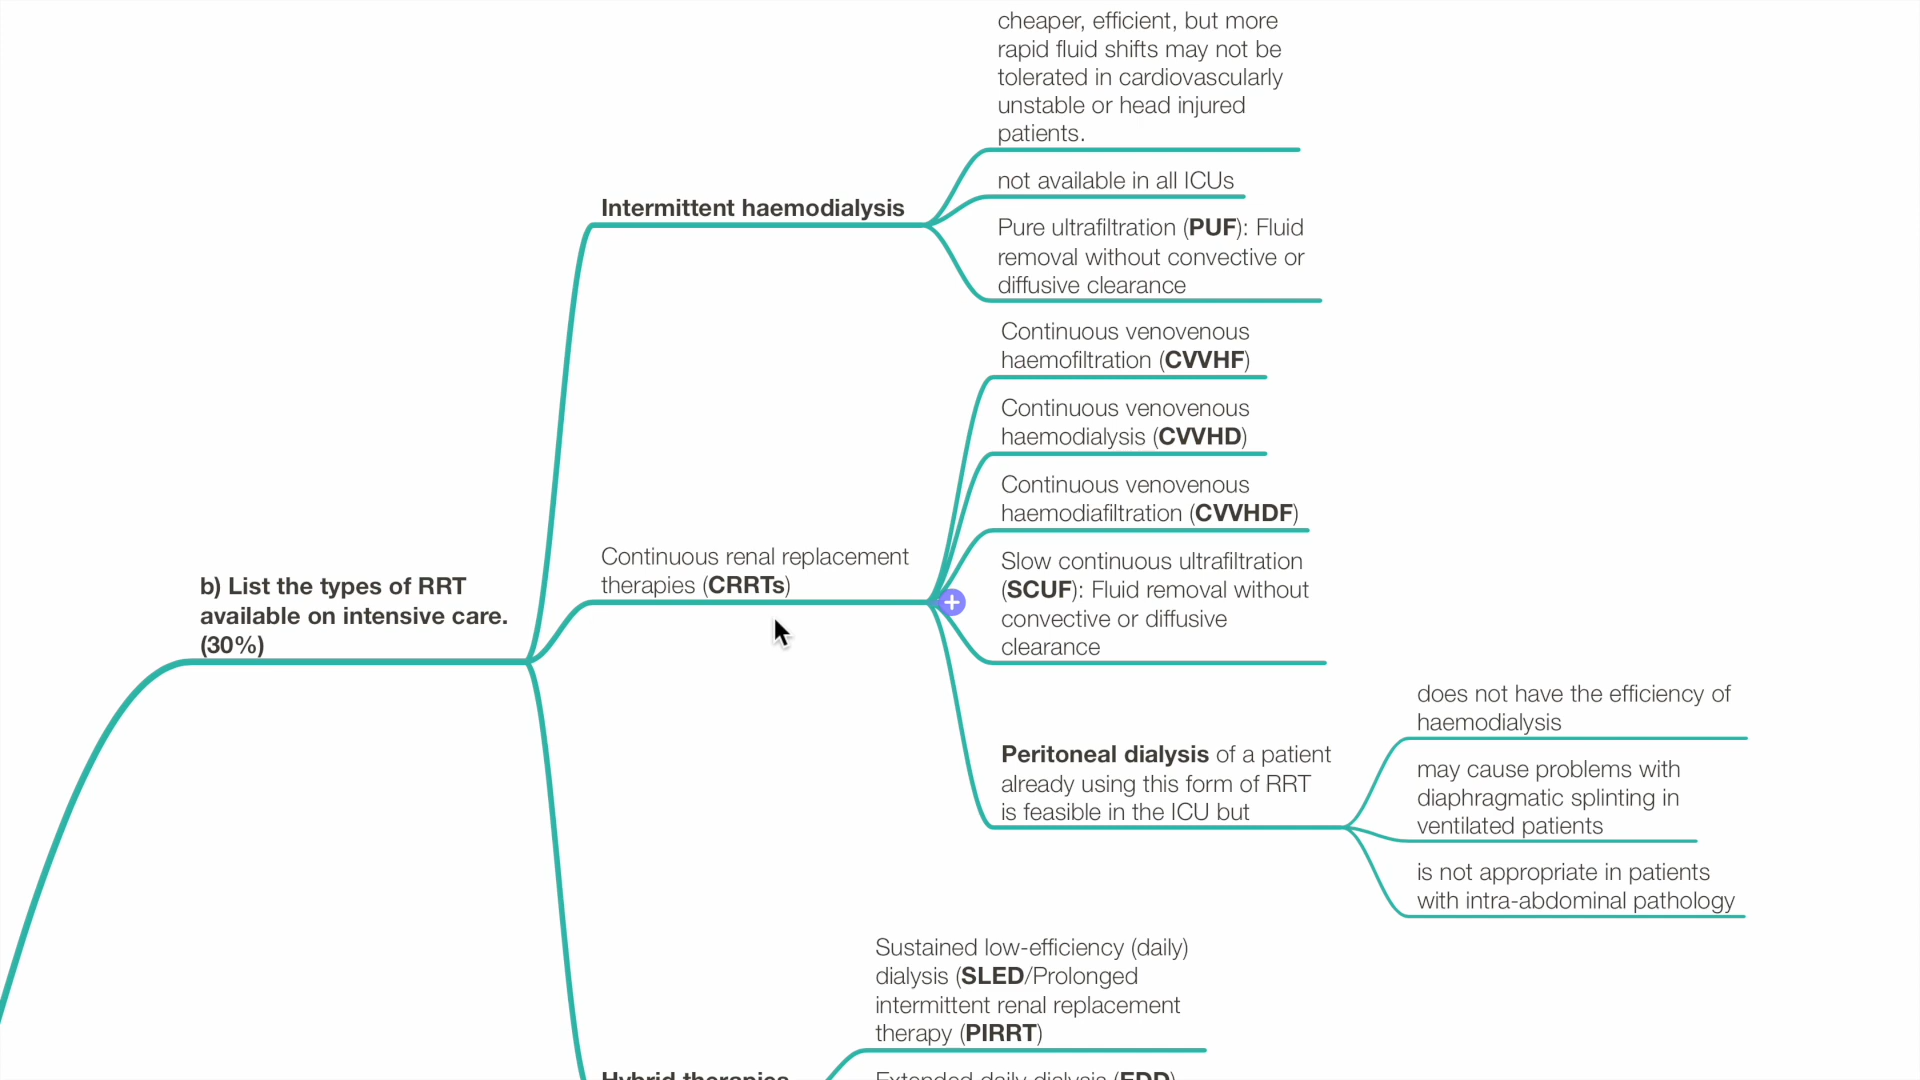 cheaper, efficient, but more
rapid fluid shifts may not be
tolerated in cardiovascularly
unstable or head injured
patients.
not available in all ICUs
Intermittent haemodialysis
Pure ultrafiltration (PUF): Fluid
removal without convective or
diffusive clearance
Continuous venovenous
haemofiltration (CVVHF)
Continuous venovenous
haemodialysis (CVVHD)
Continuous venovenous
haemodiafiltration (CVVHDF)
Continuous renal replacement
therapies (CRRTs)
Slow continuous ultrafiltration
(SCUF): Fluid removal without
convective or diffusive
clearance
b) List the types of RRT
available on intensive care.
(30%)
Peritoneal dialysis of a patient
already using this form of RRT
is feasible in the ICU but
does not have the efficiency of
haemodialysis
may cause problems with
diaphragmatic splinting in
ventilated patients
is not appropriate in patients
with intra-abdominal pathology
Sustained low-efficiency (daily)
dialysis (SLED/Prolonged
intermittent renal replacement
therapy (PIRRT)
Hybrid therapies
Extended daily dialysis (EDD)